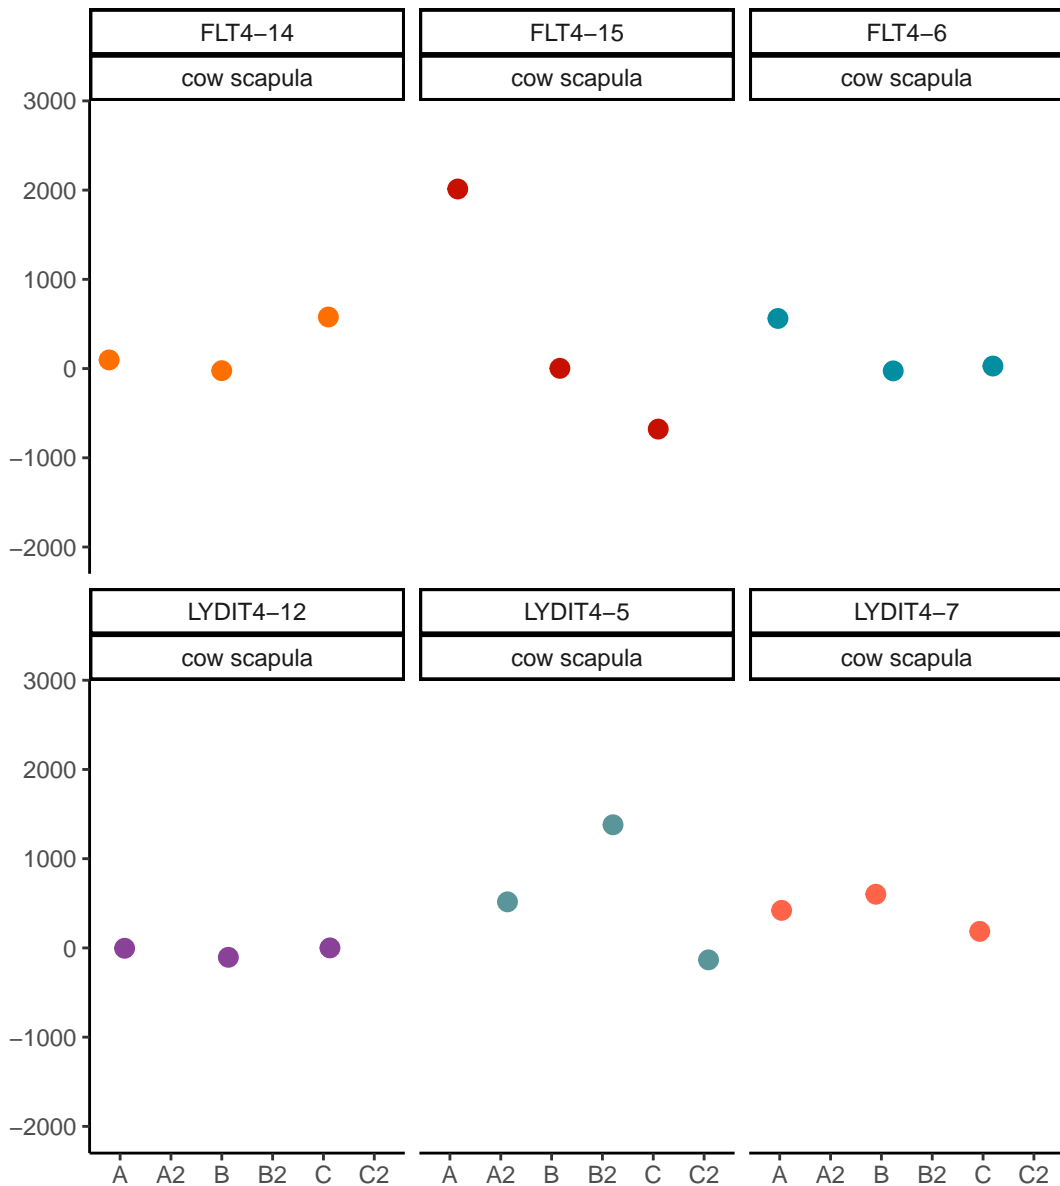 FLT4−14 FLT4−15 FLT4−6
cow scapula cow scapula cow scapula
3000
2000
1000
0
−1000
−2000
LYDIT4−12 LYDIT4−5 LYDIT4−7
cow scapula cow scapula cow scapula
3000
2000
1000
0
−1000
−2000
A A2 B B2 C C2 A A2 B B2 C C2 A A2 B B2 C C2